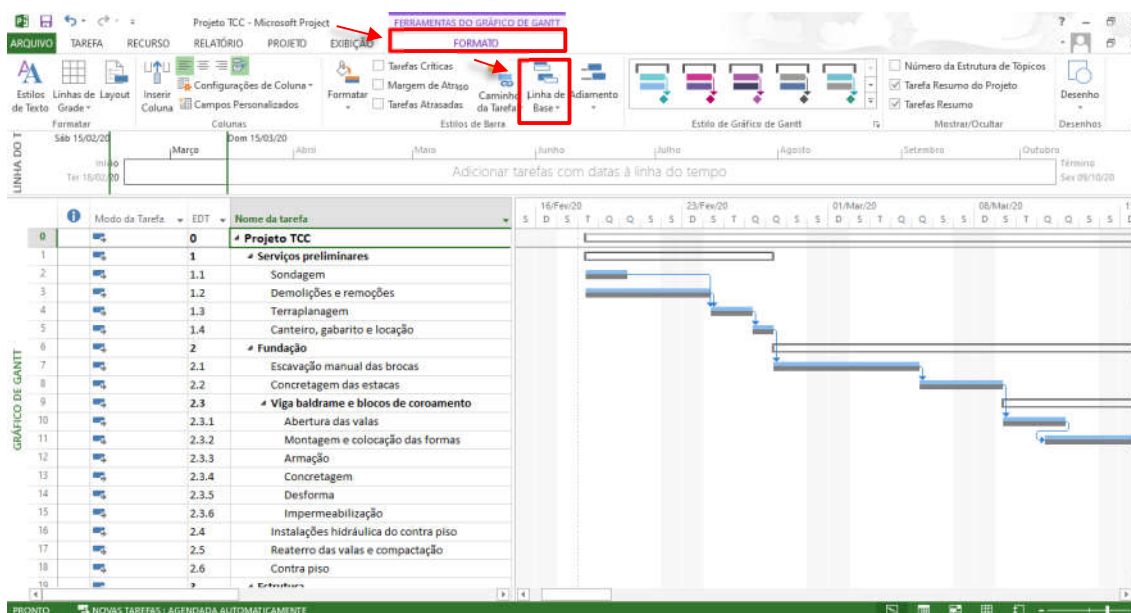 Projeto TCC - Microsoft Project
FERRAMENTAS DO GRÁFICO DE GANTT
ARQUIVO TAREFA RECURSO RELATÓRIO PROJETO EXIBIÇÃO FORMATO
Estilos de Texto
Linhas de Grade
Layout
Formatar
Inserir Coluna
Configurações de Coluna
Campos Personalizados
Colunas
Formatar
Tarefas Críticas
Margem de Atraso
Tarefas Atrasadas
Caminho da Tarefa
Linha de Base
Adiamento
Estilos de Barra
Estilo de Gráfico de Gantt
Número da Estrutura de Tópicos
Tarefa Resumo do Projeto
Tarefas Resumo
Mostrar/Ocultar
Desenho
Desenhos
LINHA DO T
Sáb 15/02/20 Dom 15/03/20
Março Abril Maio Junho Julho Agosto Setembro Outubro
Início
Ter 18/02/20
Adicionar tarefas com datas à linha do tempo
Término
Sex 09/10/20
Modo da Tarefa EDT Nome da tarefa
16/Fev/20 23/Fev/20 01/Mar/20 08/Mar/20 1
S D S T Q Q S S D S T Q Q S S D S T Q Q S S D S T Q Q S S D
GRÁFICO DE GANTT
0 0 Projeto TCC
1 1 Serviços preliminares
2 1.1 Sondagem
3 1.2 Demolições e remoções
4 1.3 Terraplanagem
5 1.4 Canteiro, gabarito e locação
6 2 Fundação
7 2.1 Escavação manual das brocas
8 2.2 Concretagem das estacas
9 2.3 Viga baldrame e blocos de coroamento
10 2.3.1 Abertura das valas
11 2.3.2 Montagem e colocação das formas
12 2.3.3 Armação
13 2.3.4 Concretagem
14 2.3.5 Desforma
15 2.3.6 Impermeabilização
16 2.4 Instalações hidráulica do contra piso
17 2.5 Reaterro das valas e compactação
18 2.6 Contra piso
19 3 Estrutura
PRONTO NOVAS TAREFAS : AGENDADA AUTOMATICAMENTE